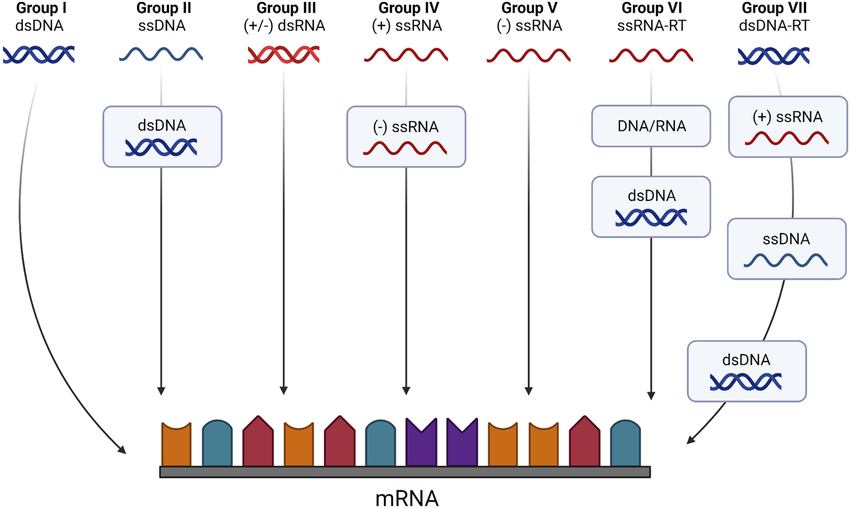 Group I
dsDNA
Group II
ssDNA
Group III
(+/-) dsRNA
Group IV
(+) ssRNA
Group V
(-) ssRNA
Group VI
ssRNA-RT
Group VII
dsDNA-RT
dsDNA
(-) ssRNA
DNA/RNA
dsDNA
(+) ssRNA
ssDNA
dsDNA
mRNA